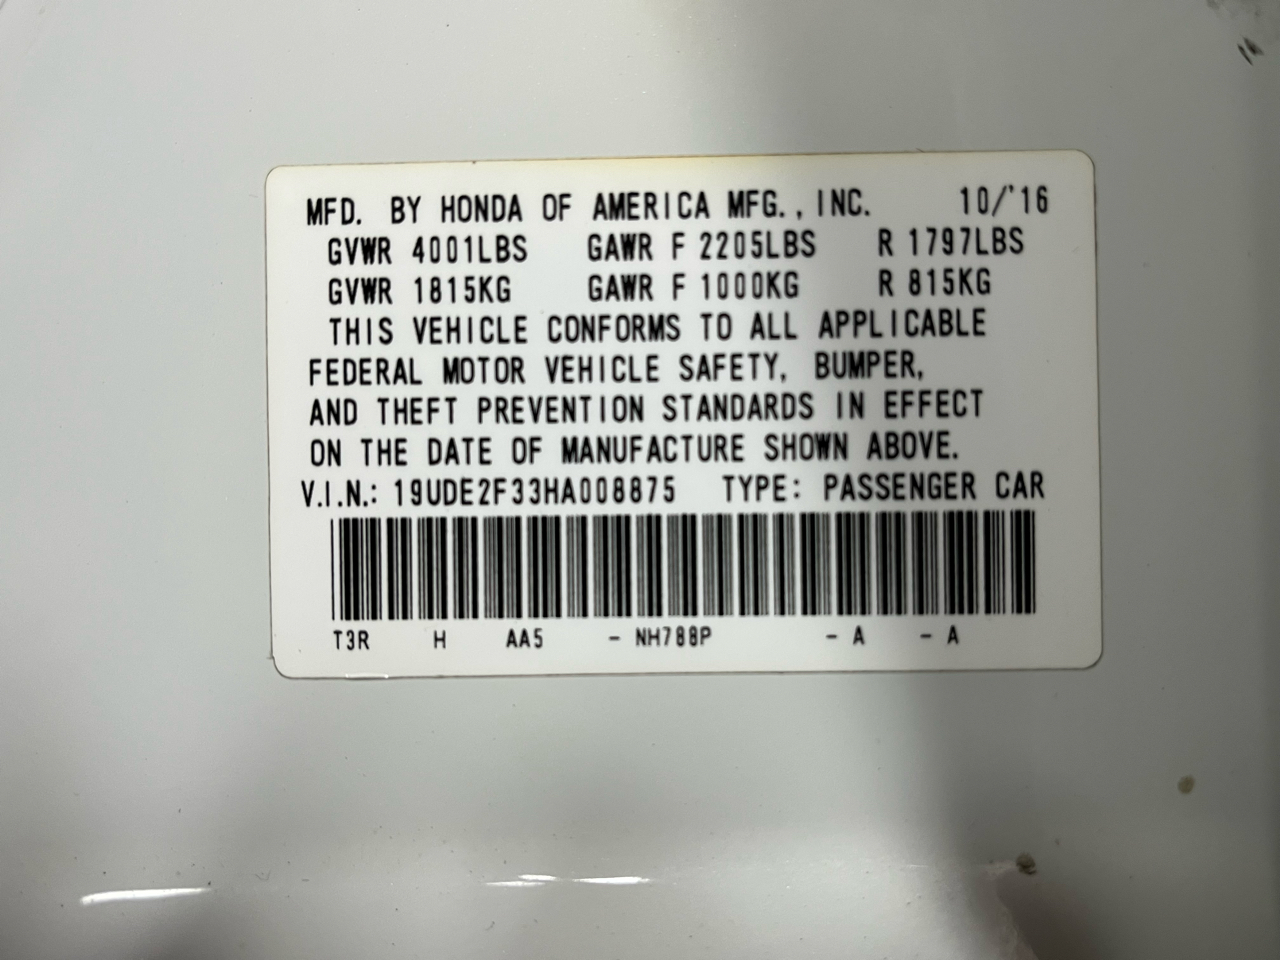 MFD. BY HONDA OF AMERICA MFG., INC. 10/'16
GVWR 4001LBS GAWR F 2205LBS R 1797LBS
GVWR 1815KG GAWR F 1000KG R 815KG
THIS VEHICLE CONFORMS TO ALL APPLICABLE
FEDERAL MOTOR VEHICLE SAFETY, BUMPER,
AND THEFT PREVENTION STANDARDS IN EFFECT
ON THE DATE OF MANUFACTURE SHOWN ABOVE.
V.I.N.: 19UDE2F33HA008875 TYPE: PASSENGER CAR
T3R H AA5 - NH788P - A - A